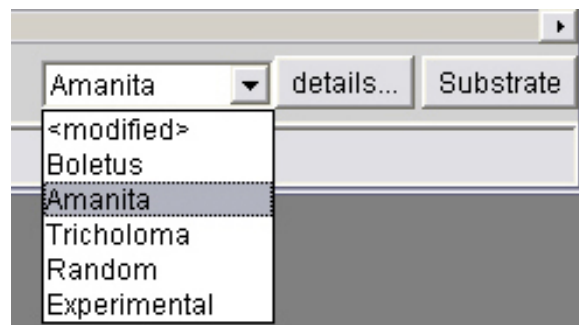 Amanita details... Substrate
<modified>
Boletus
Amanita
Tricholoma
Random
Experimental